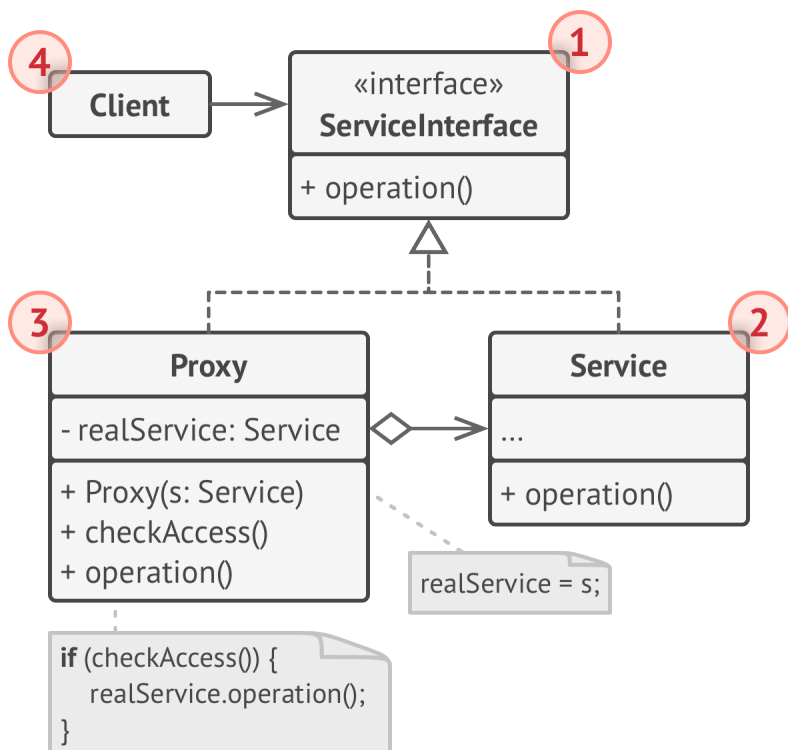 4
Client
1
«interface»
ServiceInterface
+ operation()
3
Proxy
- realService: Service
+ Proxy(s: Service)
+ checkAccess()
+ operation()
2
Service
...
+ operation()
realService = s;
if (checkAccess()) {
realService.operation();
}